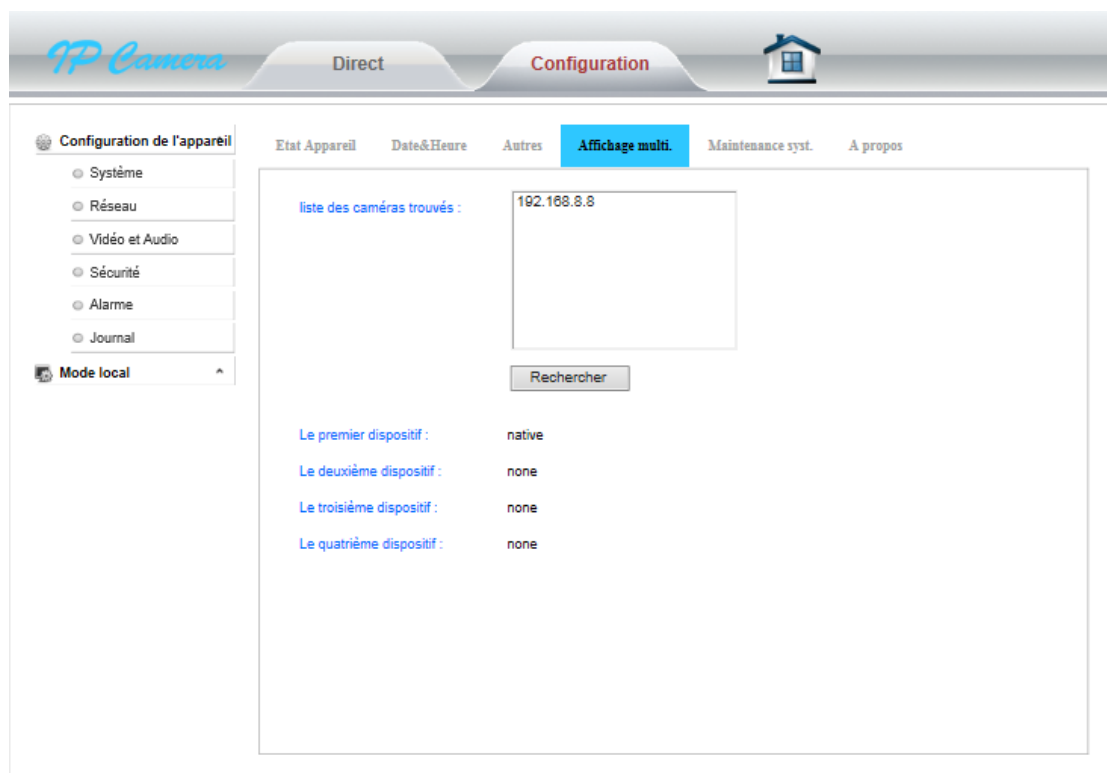 IP Camera
Direct
Configuration
Configuration de l'appareil
Système
Réseau
Vidéo et Audio
Sécurité
Alarme
Journal
Mode local
Etat Appareil Date&Heure Autres Affichage multi. Maintenance syst. A propos
liste des caméras trouvés : 192.168.8.8
Rechercher
Le premier dispositif : native
Le deuxième dispositif : none
Le troisième dispositif : none
Le quatrième dispositif : none